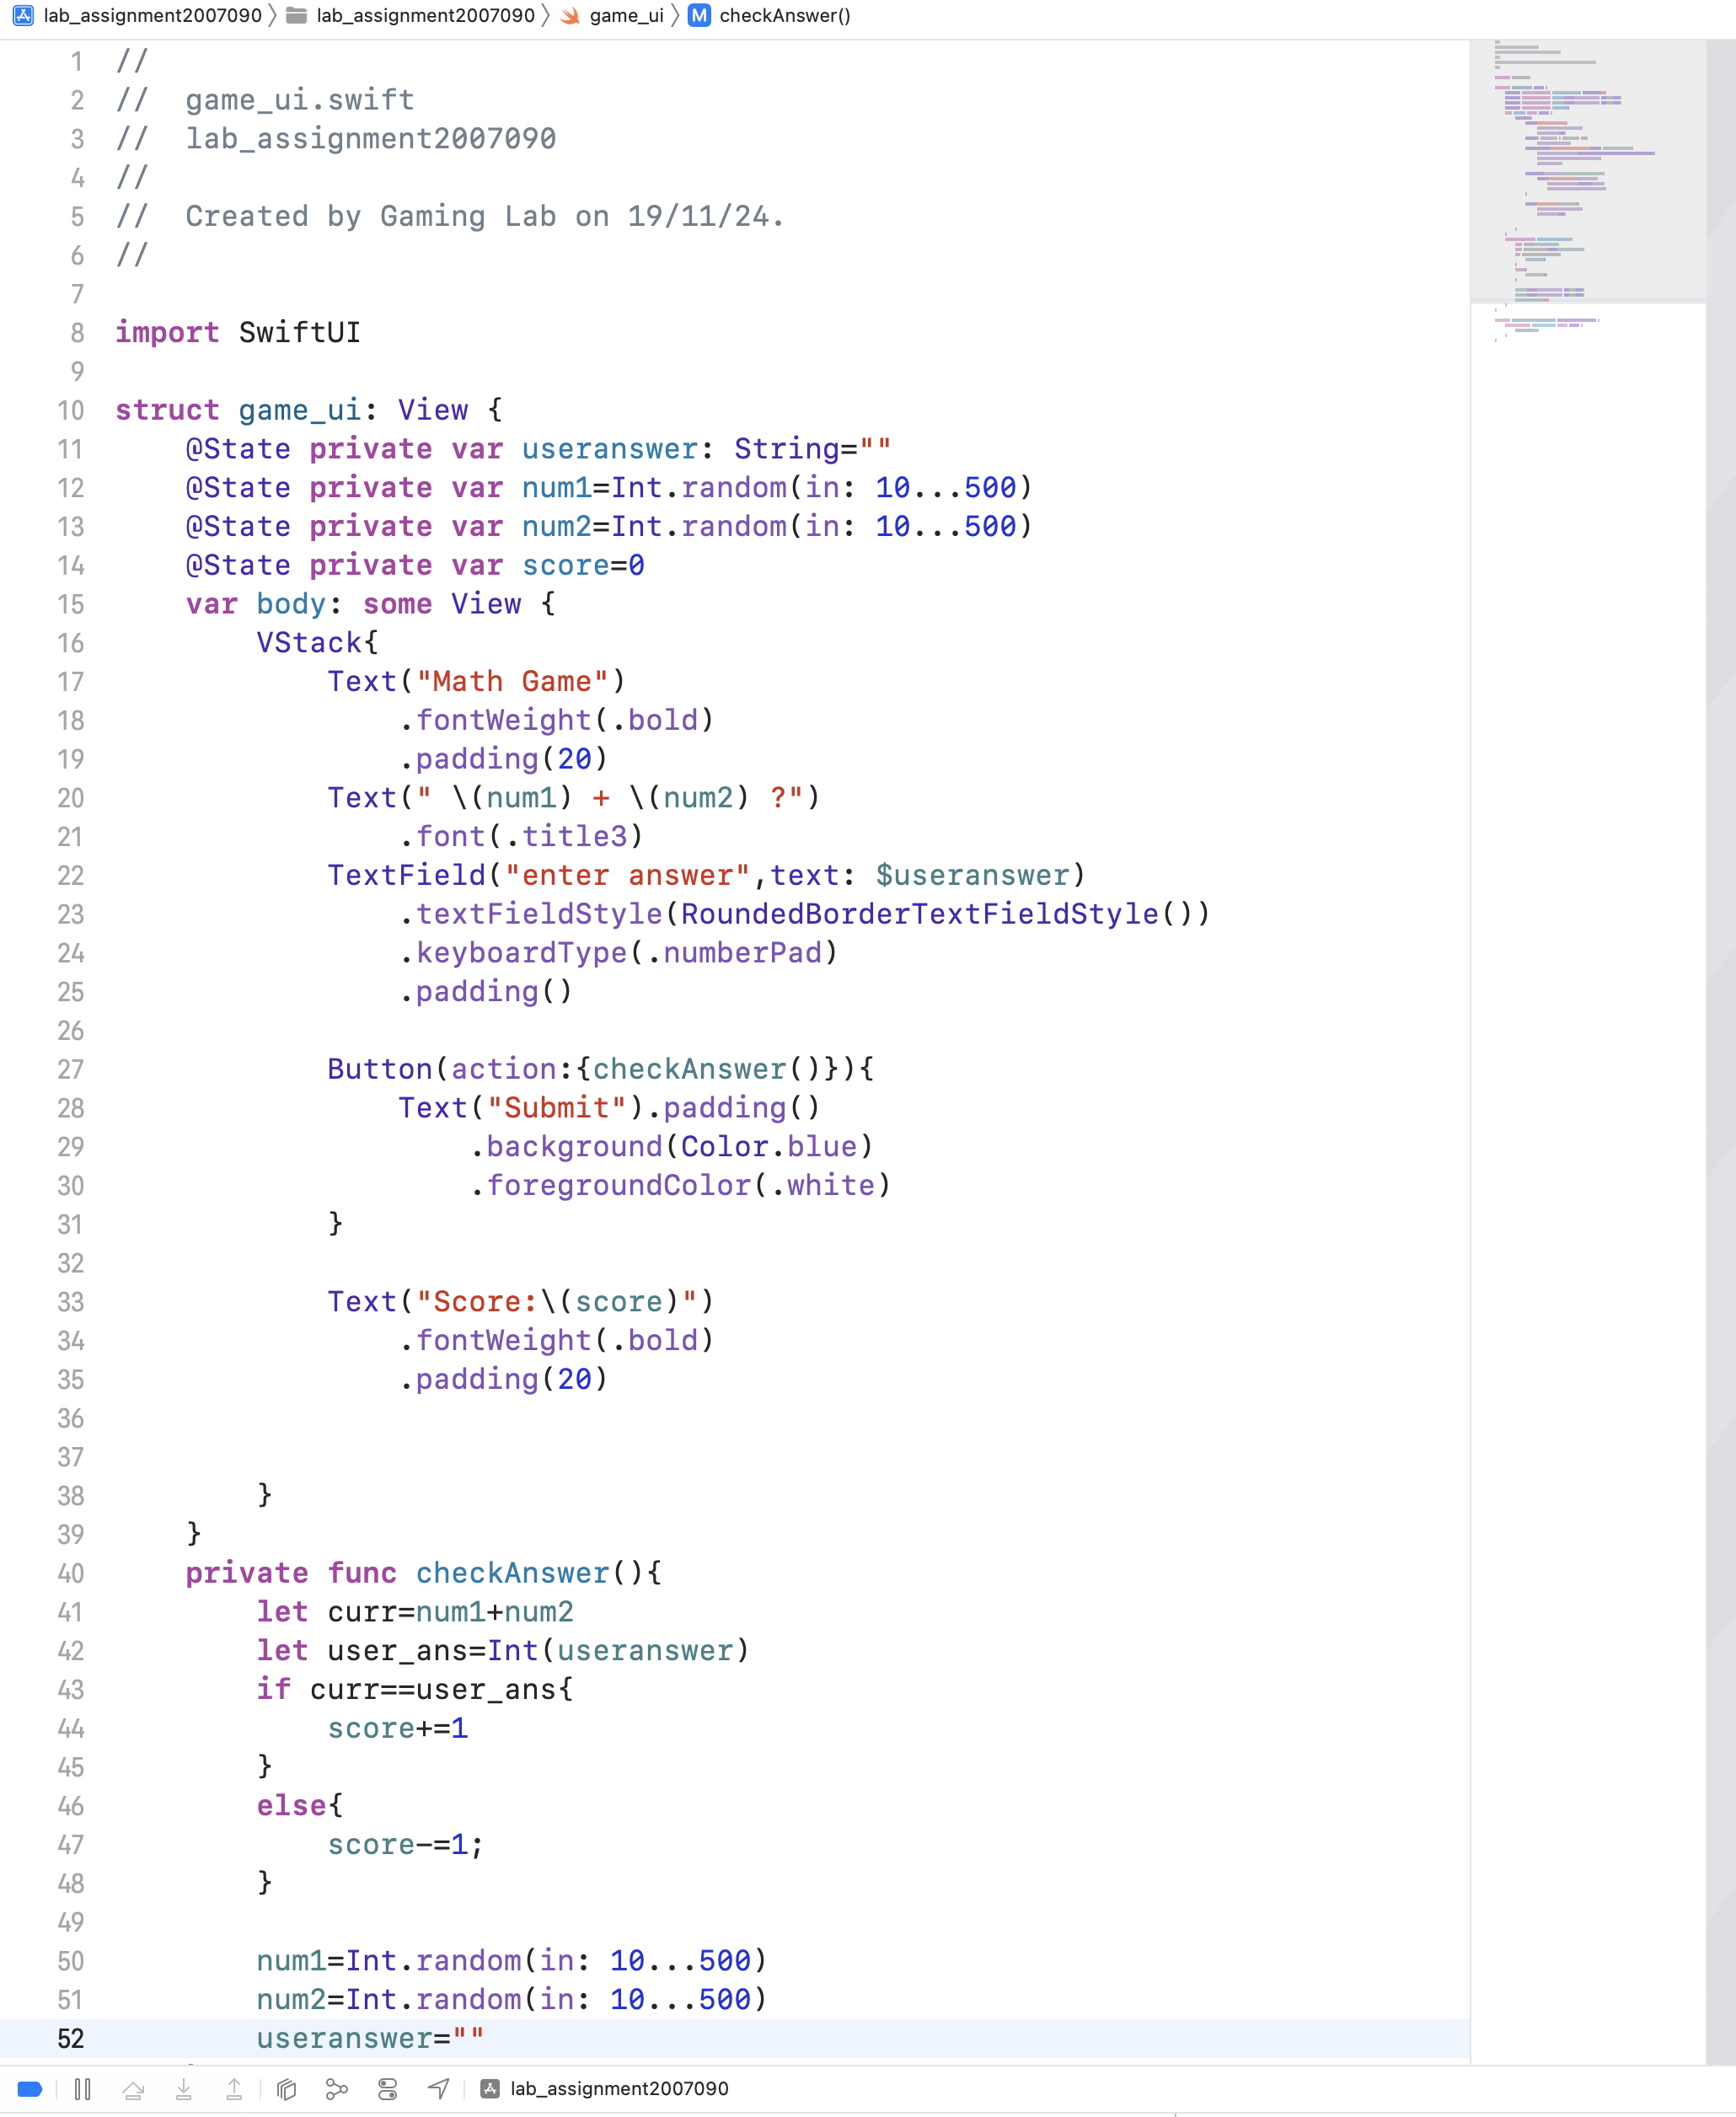 lab_assignment2007090 lab_assignment2007090 game_ui M checkAnswer()
1 //
2 //  game_ui.swift
3 //  lab_assignment2007090
4 //
5 //  Created by Gaming Lab on 19/11/24.
6 //
7
8 import SwiftUI
9
10 struct game_ui: View {
11     @State private var useranswer: String=""
12     @State private var num1=Int.random(in: 10...500)
13     @State private var num2=Int.random(in: 10...500)
14     @State private var score=0
15     var body: some View {
16         VStack{
17             Text("Math Game")
18                 .fontWeight(.bold)
19                 .padding(20)
20             Text(" \(num1) + \(num2) ?")
21                 .font(.title3)
22             TextField("enter answer",text: $useranswer)
23                 .textFieldStyle(RoundedBorderTextFieldStyle())
24                 .keyboardType(.numberPad)
25                 .padding()
26
27             Button(action:{checkAnswer()}){
28                 Text("Submit").padding()
29                     .background(Color.blue)
30                     .foregroundColor(.white)
31             }
32
33             Text("Score:\(score)")
34                 .fontWeight(.bold)
35                 .padding(20)
36
37
38         }
39     }
40     private func checkAnswer(){
41         let curr=num1+num2
42         let user_ans=Int(useranswer)
43         if curr==user_ans{
44             score+=1
45         }
46         else{
47             score-=1;
48         }
49
50         num1=Int.random(in: 10...500)
51         num2=Int.random(in: 10...500)
52         useranswer=""
lab_assignment2007090